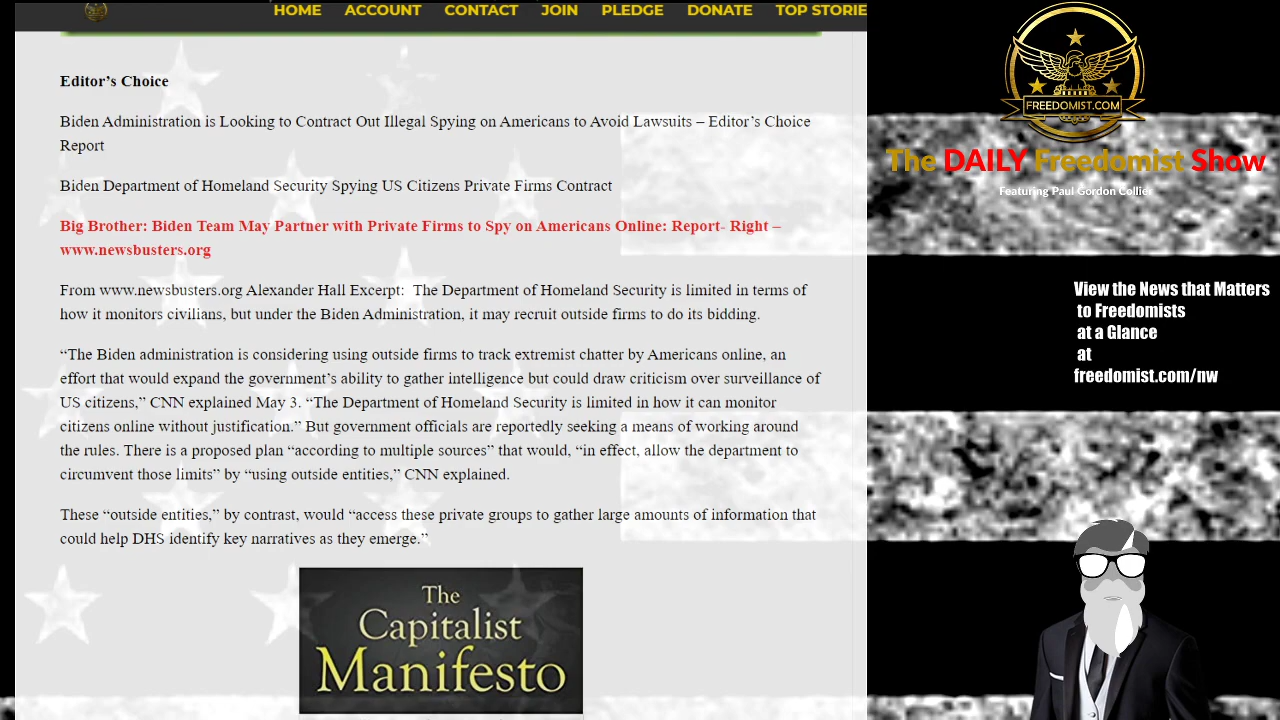 HOME ACCOUNT CONTACT JOIN PLEDGE DONATE TOP STORIE
Editor’s Choice
Biden Administration is Looking to Contract Out Illegal Spying on Americans to Avoid Lawsuits – Editor’s Choice
Report
Biden Department of Homeland Security Spying US Citizens Private Firms Contract
Big Brother: Biden Team May Partner with Private Firms to Spy on Americans Online: Report- Right –
www.newsbusters.org
From www.newsbusters.org Alexander Hall Excerpt:  The Department of Homeland Security is limited in terms of
how it monitors civilians, but under the Biden Administration, it may recruit outside firms to do its bidding.
“The Biden administration is considering using outside firms to track extremist chatter by Americans online, an
effort that would expand the government’s ability to gather intelligence but could draw criticism over surveillance of
US citizens,” CNN explained May 3. “The Department of Homeland Security is limited in how it can monitor
citizens online without justification.” But government officials are reportedly seeking a means of working around
the rules. There is a proposed plan “according to multiple sources” that would, “in effect, allow the department to
circumvent those limits” by “using outside entities,” CNN explained.
These “outside entities,” by contrast, would “access these private groups to gather large amounts of information that
could help DHS identify key narratives as they emerge.”
The
Capitalist
Manifesto
FREEDOMIST.COM
The DAILY Freedomist Show
Featuring Paul Gordon Collie
View the News that Matters
to Freedomists
at a Glance
at
freedomist.com/nw